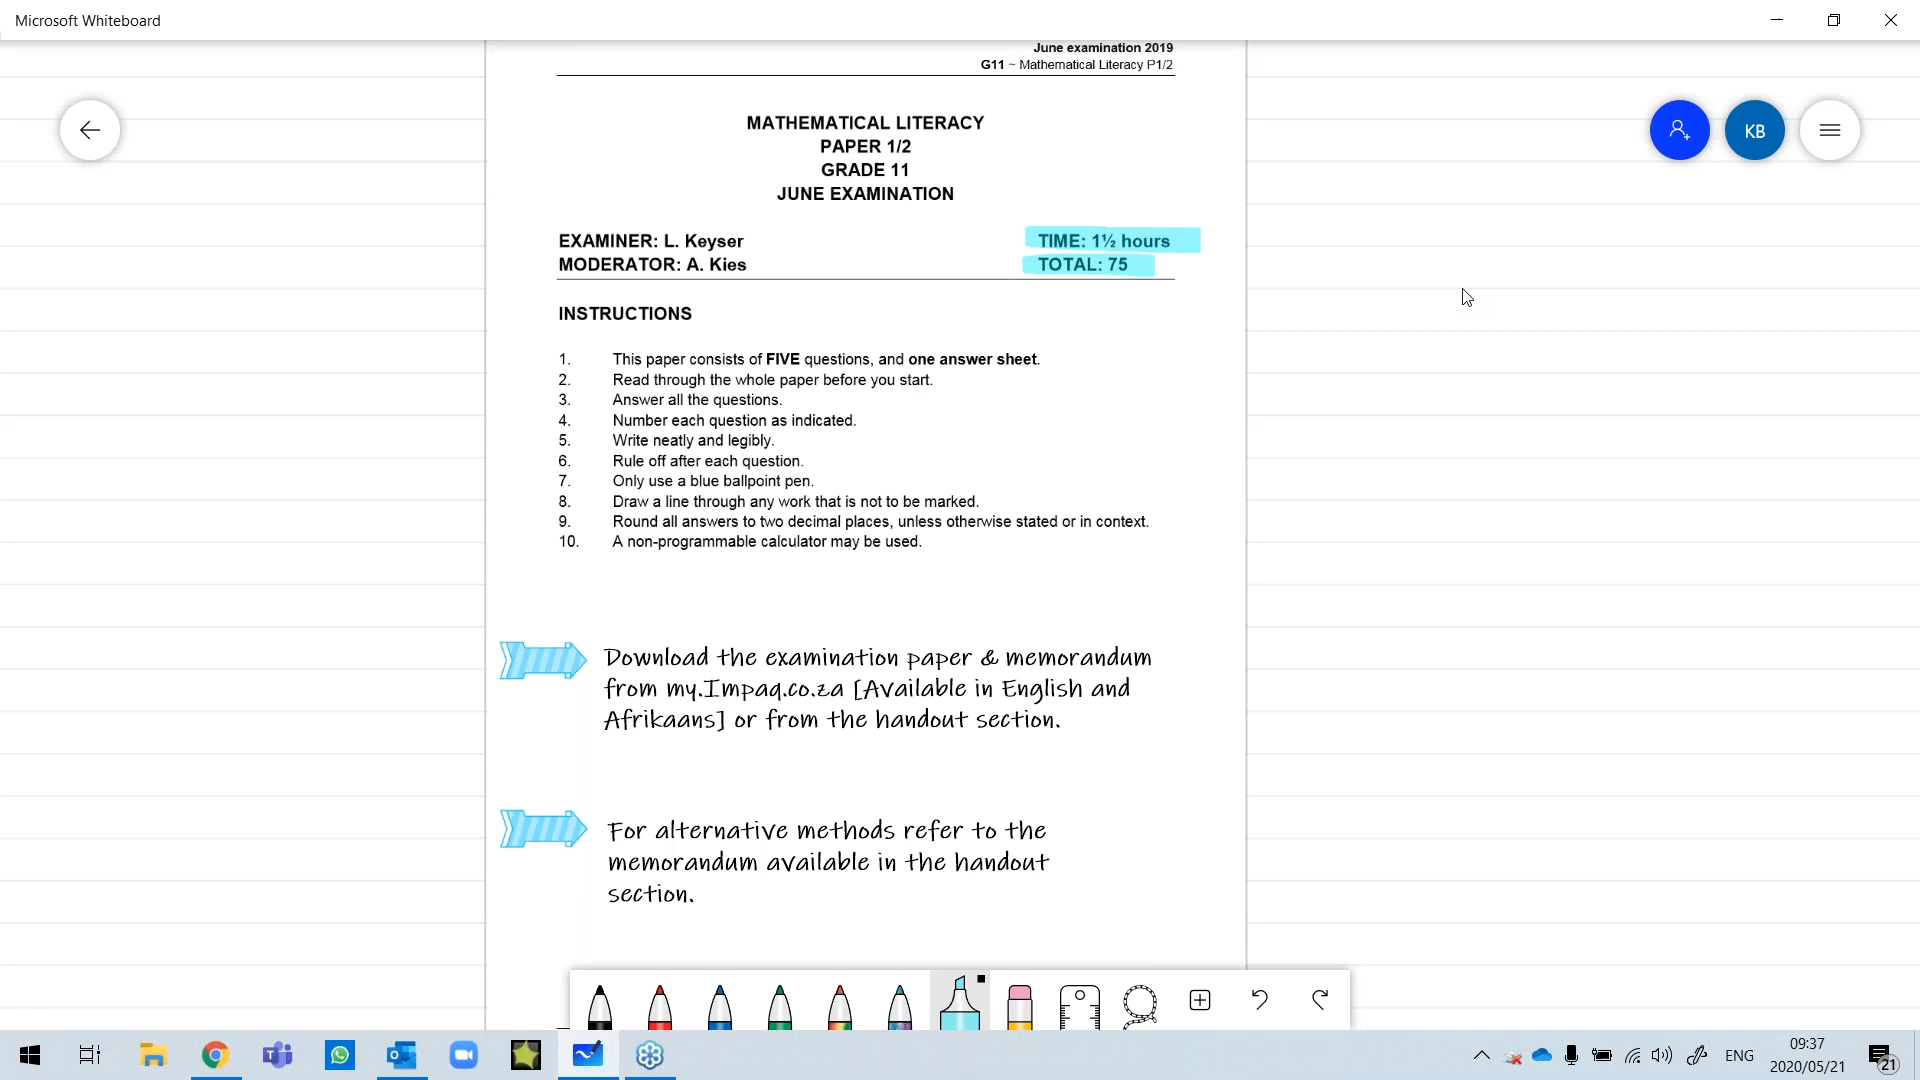 Microsoft Whiteboard
June examination 2019
G11 ~ Mathematical Literacy P1/2
MATHEMATICAL LITERACY
PAPER 1/2
GRADE 11
JUNE EXAMINATION
EXAMINER: L. Keyser TIME: 1½ hours
MODERATOR: A. Kies TOTAL: 75
KB
INSTRUCTIONS
1. This paper consists of FIVE questions, and one answer sheet.
2. Read through the whole paper before you start.
3. Answer all the questions.
4. Number each question as indicated.
5. Write neatly and legibly.
6. Rule off after each question.
7. Only use a blue ballpoint pen.
8. Draw a line through any work that is not to be marked.
9. Round all answers to two decimal places, unless otherwise stated or in context.
10. A non-programmable calculator may be used.
Download the examination paper & memorandum
from my.Impaq.co.za [Available in English and
Afrikaans] or from the handout section.
For alternative methods refer to the
memorandum available in the handout
section.
ENG
09:37
2020/05/21
21